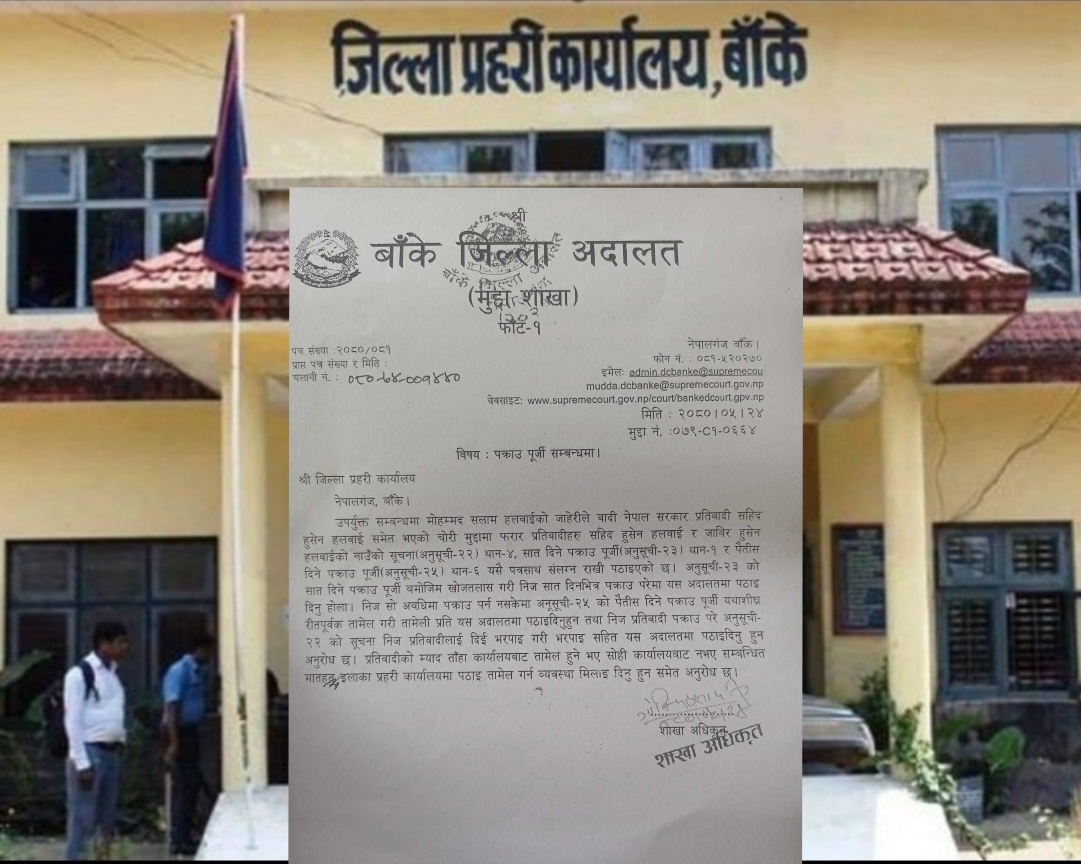 जिल्ला प्रहरी कार्यालय, बाँके
श्री
बाँके जिल्ला अदालत
(मुद्दा शाखा)
फाँट-१
नेपालगंज बाँके।
पत्र संख्या :२०८०/०८१
फोन नं. : ०८१-५२०२७०
प्राप्त पत्र संख्या र मिति :
इमेल: admin.dcbanke@supremecou
चलानी नं. :
mudda.dcbanke@supremecourt.gov.np
वेवसाइट: www.supremecourt.gov.np/court/bankedcourt.gpv.np
मिति : २०८०।०५।२४
मुद्दा नं. :०७९-C१-०६६४
विषय : पक्राउ पूर्जी सम्बन्धमा।
श्री जिल्ला प्रहरी कार्यालय
नेपालगंज, बाँके।
उपर्युक्त सम्बन्धमा मोहम्मद सलाम हलवाईको जाहेरीले वादी नेपाल सरकार प्रतिवादी सहिद
हुसेन हलवाई समेत भएको चोरी मुद्दामा फरार प्रतिवादीहरु सहिद हुसेन हलवाई र जाविर हुसेन
हलवाईको नाउँको सूचना(अनुसूची-२२) थान-४, सात दिने पक्राउ पूर्जी(अनुसूची-२३) थान-१ र पैतीस
दिने पक्राउ पूर्जी(अनुसूची-२५) थान-६ यसै पत्रसाथ संलग्न राखी पठाइएको छ। अनुसूची-२३ को
सात दिने पक्राउ पूर्जी बमोजिम खोजतलास गरी निज सात दिनभित्र पक्राउ परेमा यस अदालतमा पठाइ
दिनु होला। निज सो अवधिमा पक्राउ पर्न नसकेमा अनुसूची-२५ को पैतीस दिने पक्राउ पूर्जी यथाशीघ्र
रीतपूर्वक तामेल गरी तामेली प्रति यस अदालतमा पठाइदिनुहुन तथा निज प्रतिवादी पक्राउ परे अनुसूची-
२२ को सूचना निज प्रतिवादीलाई दिई भरपाइ गरी भरपाइ सहित यस अदालतमा पठाइदिनु हुन
अनुरोध छ। प्रतिवादीको म्याद ताँहा कार्यालयबाट तामेल हुने भए सोही कार्यालयबाट नभए सम्बन्धित
मातहत इलाका प्रहरी कार्यालयमा पठाइ तामेल गर्न व्यवस्था मिलाइ दिनु हुन समेत अनुरोध छ।
शाखा अधिकृत
शाखा अधिकृत